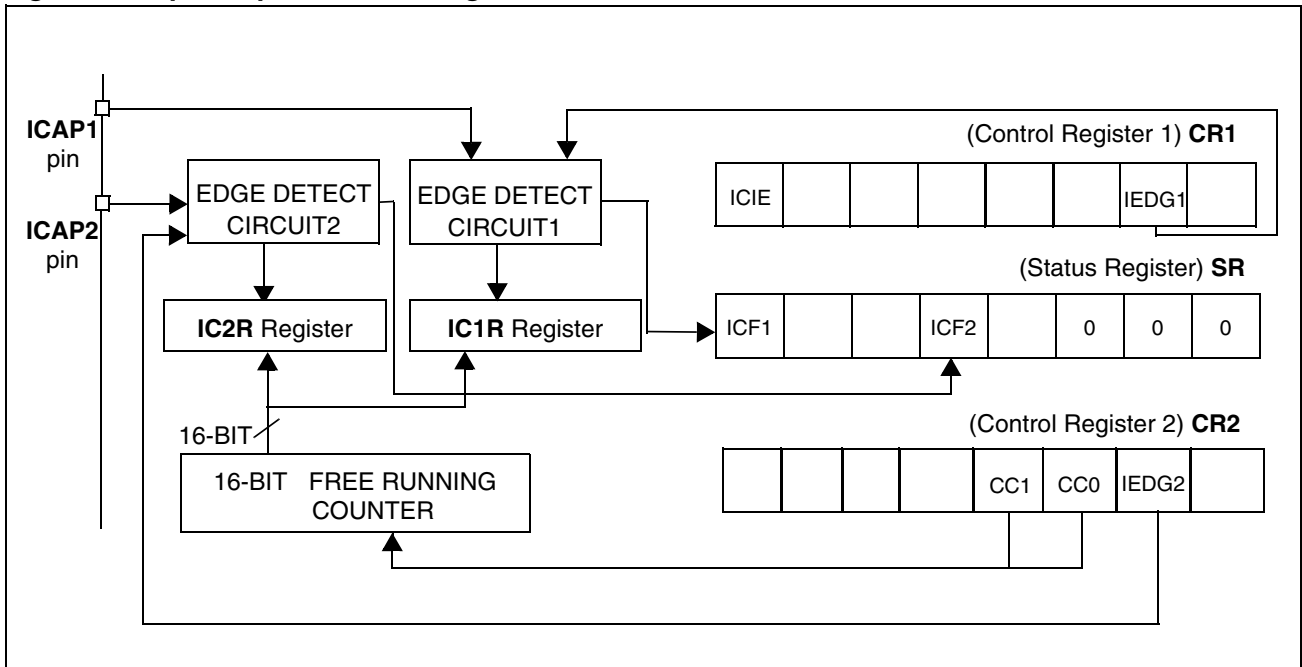 ICAP1
pin
ICAP2
pin
EDGE DETECT
CIRCUIT2
EDGE DETECT
CIRCUIT1
IC2R Register
IC1R Register
16-BIT
16-BIT FREE RUNNING
COUNTER
(Control Register 1) CR1
ICIE IEDG1
(Status Register) SR
ICF1 ICF2 0 0 0
(Control Register 2) CR2
CC1 CC0 IEDG2